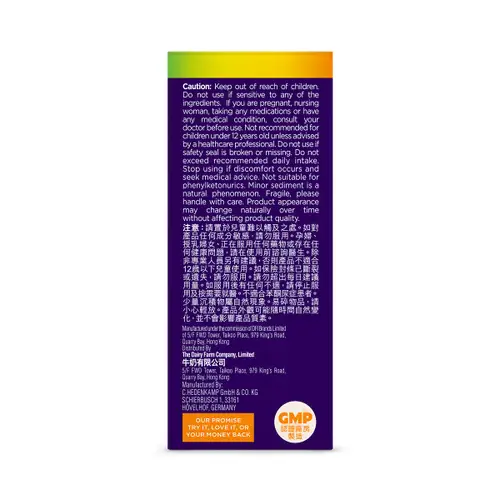 Caution: Keep out of reach of children.
Do not use if sensitive to any of the
ingredients. If you are pregnant, nursing
woman, taking any medications or have
any medical condition, consult your
doctor before use. Not recommended for
children under 12 years old unless advised
by a healthcare professional. Do not use if
safety seal is broken or missing. Do not
exceed recommended daily intake.
Stop using if discomfort occurs and
seek medical advice. Not suitable for
phenylketonurics. Minor sediment is a
natural phenomenon. Fragile, please
handle with care. Product appearance
may change naturally over time
without affecting product quality.
注意：請置於兒童難以觸及之處。如對
產品任何成分敏感，請勿服用。孕婦、
授乳婦女、正在服用任何藥物或存在任
何健康問題，請在使用前諮詢醫生。除
非專業人員另有建議，否則產品不適合
12歲以下兒童使用。如保險封條已斷裂
或遺失，請勿服用。請勿超出每日建議
用量。如服用後有任何不適，請停止服
用及按需要就醫。不適合苯酮尿症患者。
少量沉積物屬自然現象。易碎物品，請
小心輕放。產品外觀可能隨時間自然變
化，並不會影響產品質素。
Manufactured under the commission of DFI Brands Limited
of 5/F FWD Tower, Taikoo Place, 979 King's Road,
Quarry Bay, Hong Kong
Distributed By
The Dairy Farm Company, Limited
牛奶有限公司
5/F FWD Tower, Taikoo Place, 979 King's Road,
Quarry Bay, Hong Kong
Manufactured By:
C.HEDENKAMP GmbH & CO. KG
SCHIERBUSCH 1, 33161
HÖVELHOF, GERMANY
OUR PROMISE
TRY IT, LOVE IT, OR
YOUR MONEY BACK
GMP
認證廠房
製造